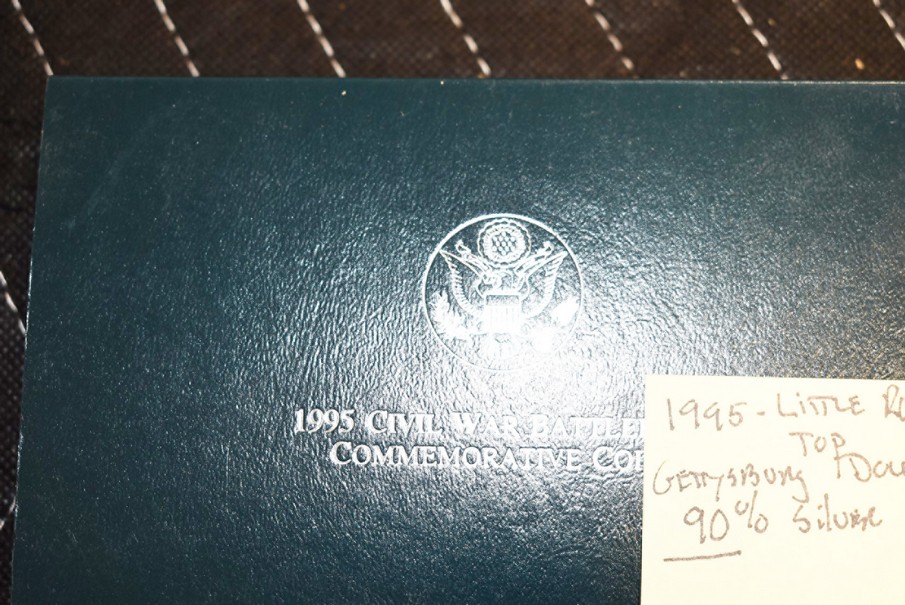 1995 CIVIL WAR BATTLE
COMMEMORATIVE CO
1995 - LITTLE R
TOP
GETTYSBURG DOL
90% SILVER